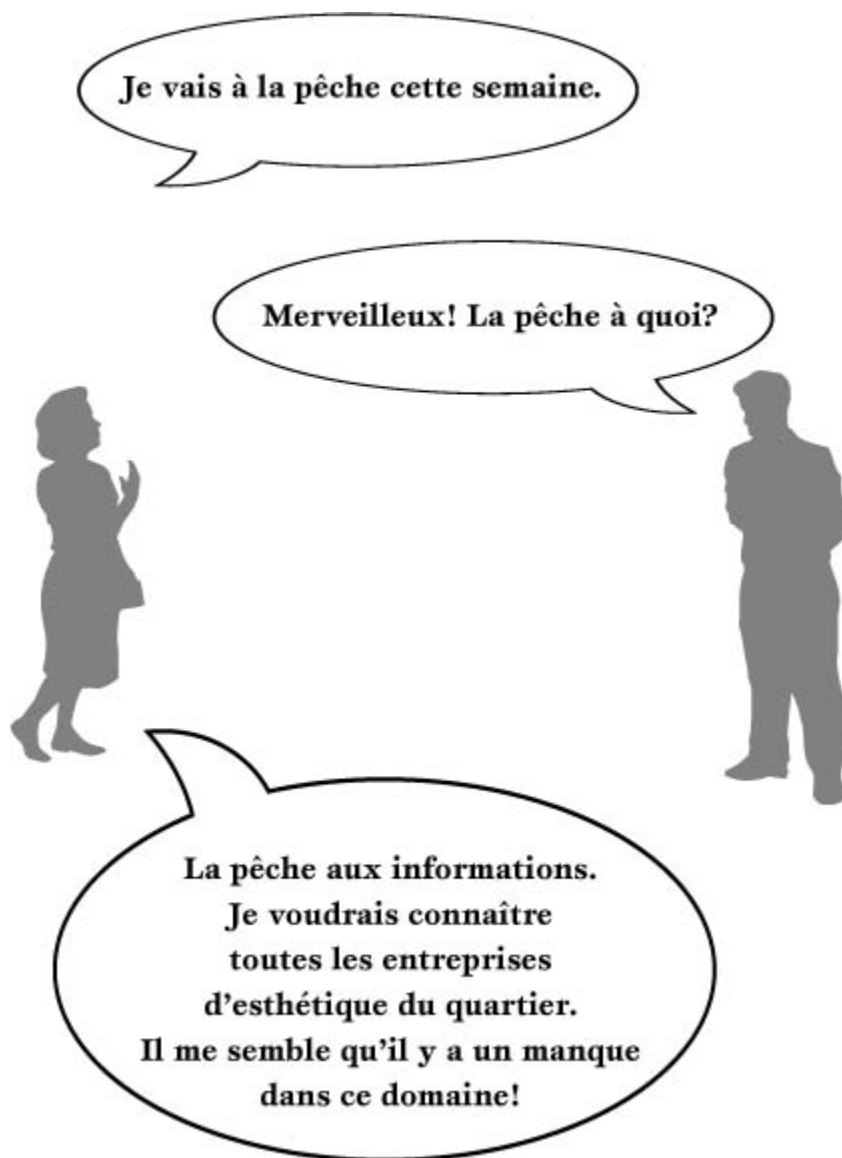 Je vais à la pêche cette semaine.
Merveilleux! La pêche à quoi?
La pêche aux informations.
Je voudrais connaître
toutes les entreprises
d'esthétique du quartier.
Il me semble qu'il y a un manque
dans ce domaine!